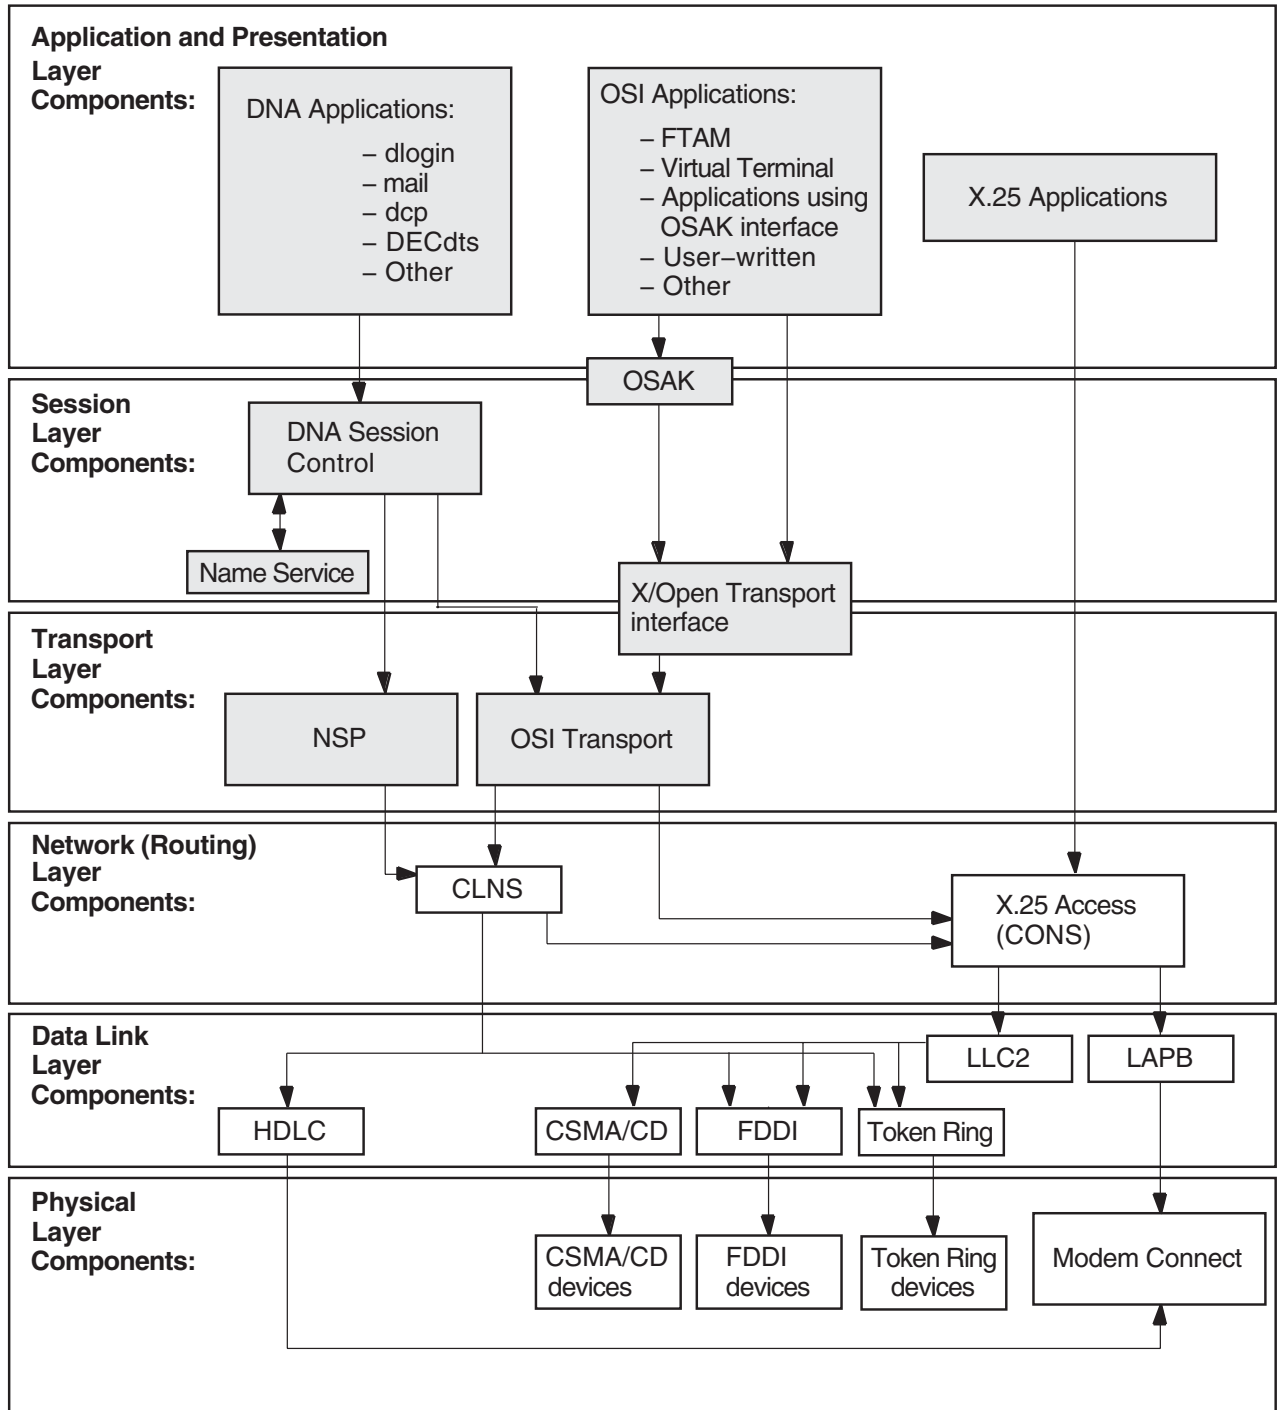 Application and Presentation
Layer
Components:
DNA Applications:
– dlogin
– mail
– dcp
– DECdts
– Other
OSI Applications:
– FTAM
– Virtual Terminal
– Applications using
OSAK interface
– User–written
– Other
X.25 Applications
OSAK
Session
Layer
Components:
DNA Session
Control
Name Service
X/Open Transport
interface
Transport
Layer
Components:
NSP
OSI Transport
Network (Routing)
Layer
Components:
CLNS
X.25 Access
(CONS)
Data Link
Layer
Components:
LLC2
LAPB
HDLC
CSMA/CD
FDDI
Token Ring
Physical
Layer
Components:
CSMA/CD
devices
FDDI
devices
Token Ring
devices
Modem Connect